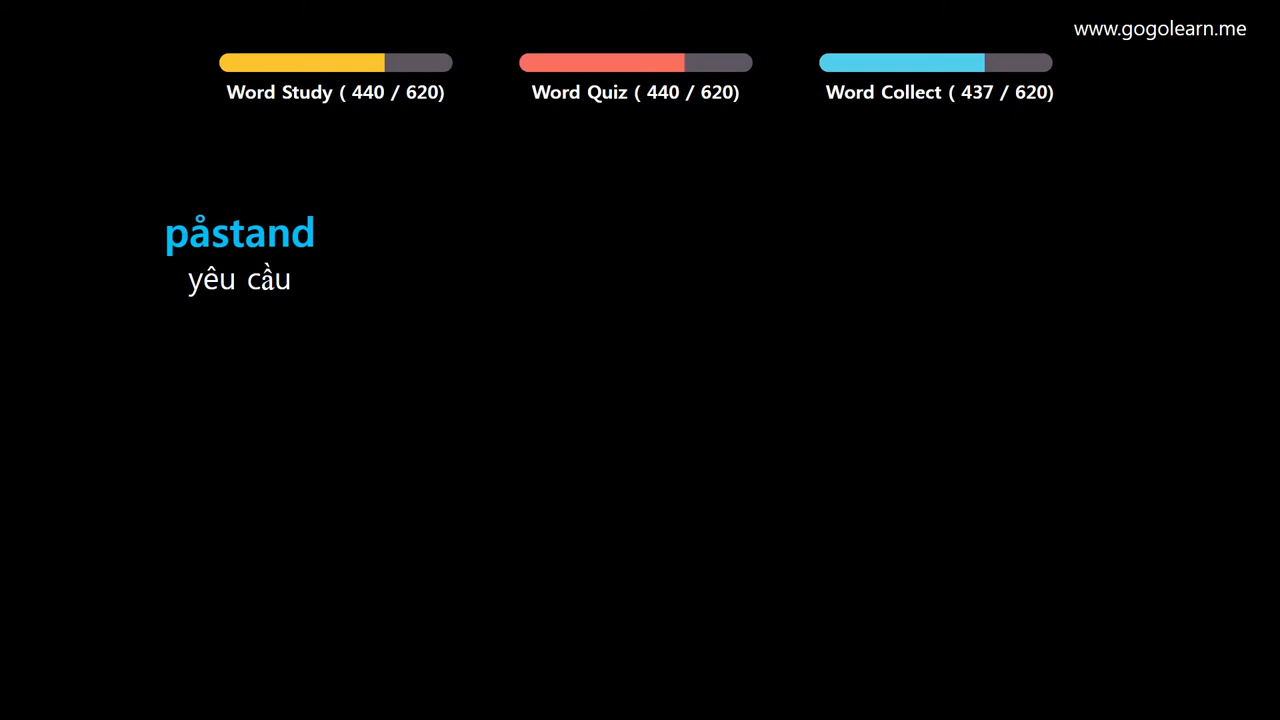 www.gogolearn.me
Word Study ( 440 / 620)
Word Quiz ( 440 / 620)
Word Collect ( 437 / 620)
påstand
yêu cầu